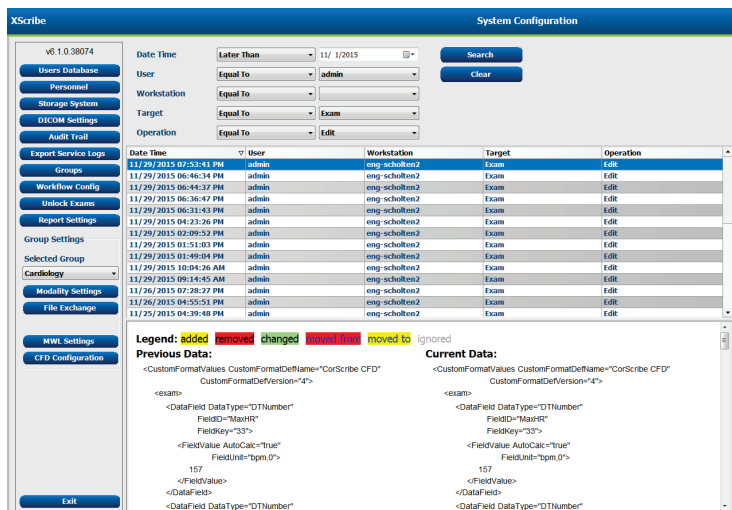 XScribe
System Configuration
v6.1.0.38074
Users Database
Personnel
Storage System
DICOM Settings
Audit Trail
Export Service Logs
Groups
Workflow Config
Unlock Exams
Report Settings
Group Settings
Selected Group
Cardiology
Modality Settings
File Exchange
MWL Settings
CFD Configuration
Exit
Date Time Later Than 11/ 1/2015 Search
User Equal To admin Clear
Workstation Equal To
Target Equal To Exam
Operation Equal To Edit
Date Time User Workstation Target Operation
11/29/2015 07:53:41 PM admin eng-scholten2 Exam Edit
11/29/2015 06:46:34 PM admin eng-scholten2 Exam Edit
11/29/2015 06:44:37 PM admin eng-scholten2 Exam Edit
11/29/2015 06:36:47 PM admin eng-scholten2 Exam Edit
11/29/2015 06:31:43 PM admin eng-scholten2 Exam Edit
11/29/2015 04:23:26 PM admin eng-scholten2 Exam Edit
11/29/2015 02:09:52 PM admin eng-scholten2 Exam Edit
11/29/2015 01:51:03 PM admin eng-scholten2 Exam Edit
11/29/2015 01:49:04 PM admin eng-scholten2 Exam Edit
11/29/2015 10:04:26 AM admin eng-scholten2 Exam Edit
11/29/2015 09:14:45 AM admin eng-scholten2 Exam Edit
11/26/2015 07:28:27 PM admin eng-scholten2 Exam Edit
11/26/2015 04:55:51 PM admin eng-scholten2 Exam Edit
11/25/2015 04:39:48 PM admin eng-scholten2 Exam Edit
Legend: added removed changed moved from moved to ignored
Previous Data:
<CustomFormatValues CustomFormatDefName="CorScribe CFD"
CustomFormatDefVersion="4">
<exam>
<DataField DataType="DTNumber"
FieldID="MaxHR"
FieldKey="33">
<FieldValue AutoCalc="true"
FieldUnit="bpm,0">
157
</FieldValue>
</DataField>
<DataField DataType="DTNumber"
Current Data:
<CustomFormatValues CustomFormatDefName="CorScribe CFD"
CustomFormatDefVersion="4">
<exam>
<DataField DataType="DTNumber"
FieldID="MaxHR"
FieldKey="33">
<FieldValue AutoCalc="true"
FieldUnit="bpm,0">
157
</FieldValue>
</DataField>
<DataField DataType="DTNumber"